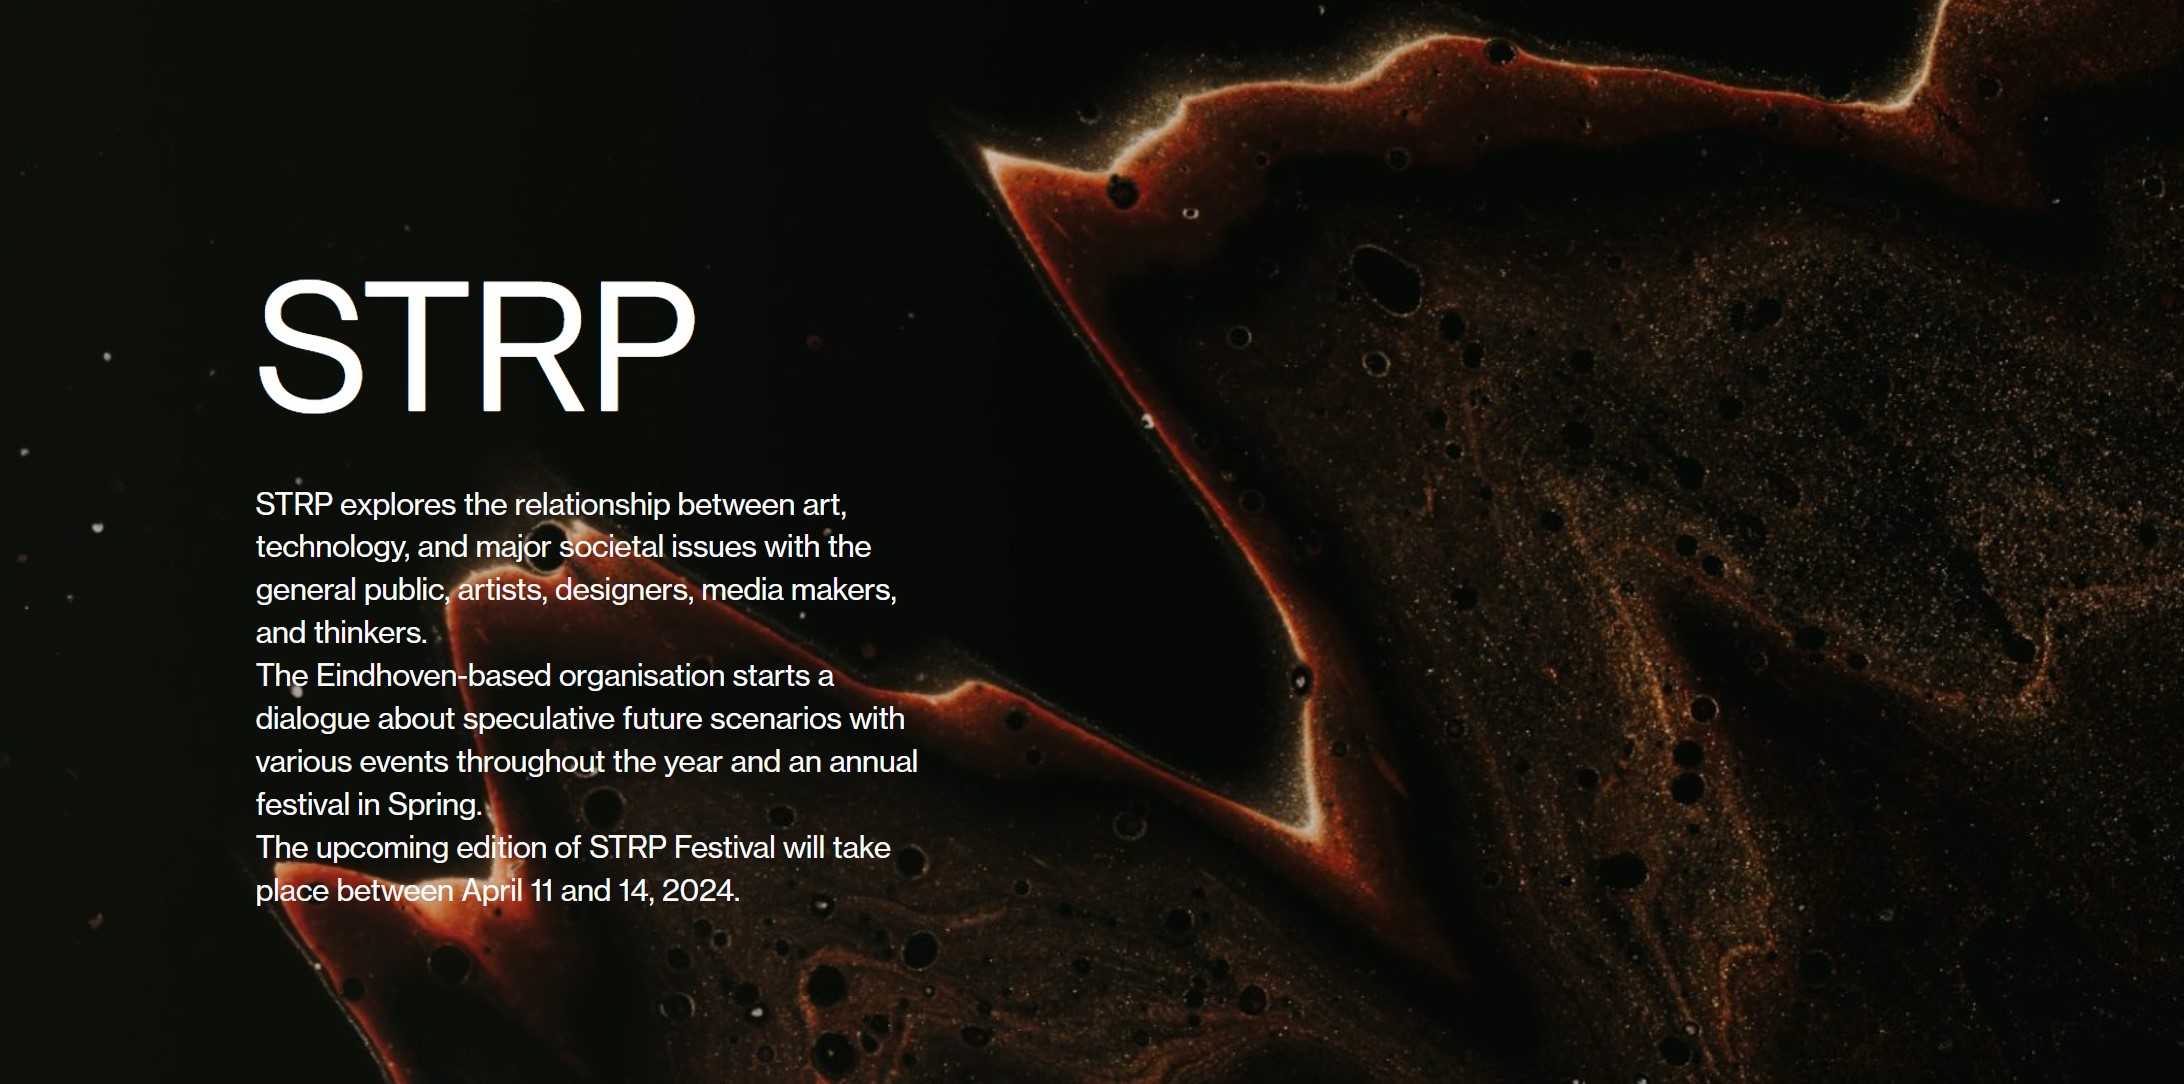 STRP
STRP explores the relationship between art,
technology, and major societal issues with the
general public, artists, designers, media makers,
and thinkers.
The Eindhoven-based organisation starts a
dialogue about speculative future scenarios with
various events throughout the year and an annual
festival in Spring.
The upcoming edition of STRP Festival will take
place between April 11 and 14, 2024.